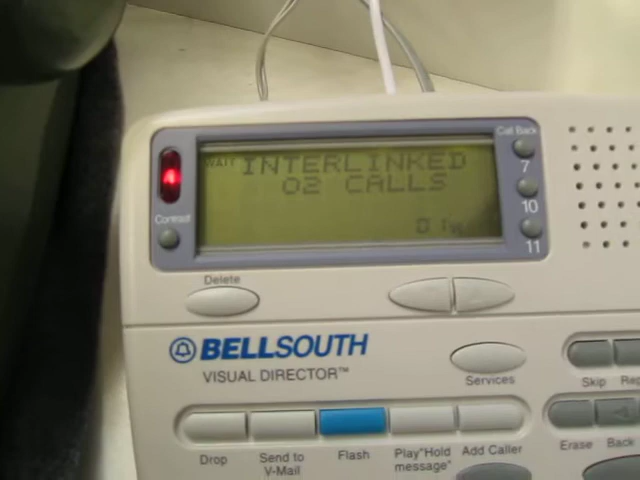 Call Back
WAIT INTERLINKED
02 CALLS
7
10
Contrast
11
Delete
BELLSOUTH
VISUAL DIRECTOR™
Services
Skip
Drop
Send to
V-Mail
Flash
Play"Hold
message"
Add Caller
Erase
Back